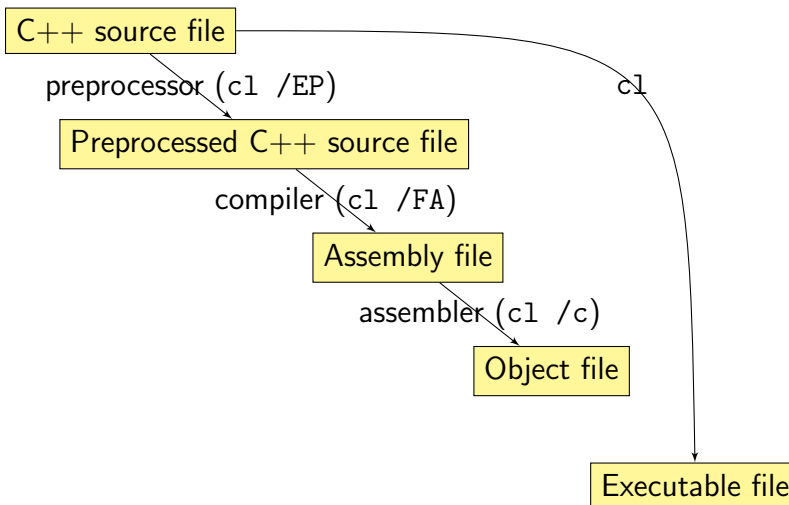 C++ source file
preprocessor (cl /EP)
cl
Preprocessed C++ source file
compiler (cl /FA)
Assembly file
assembler (cl /c)
Object file
Executable file